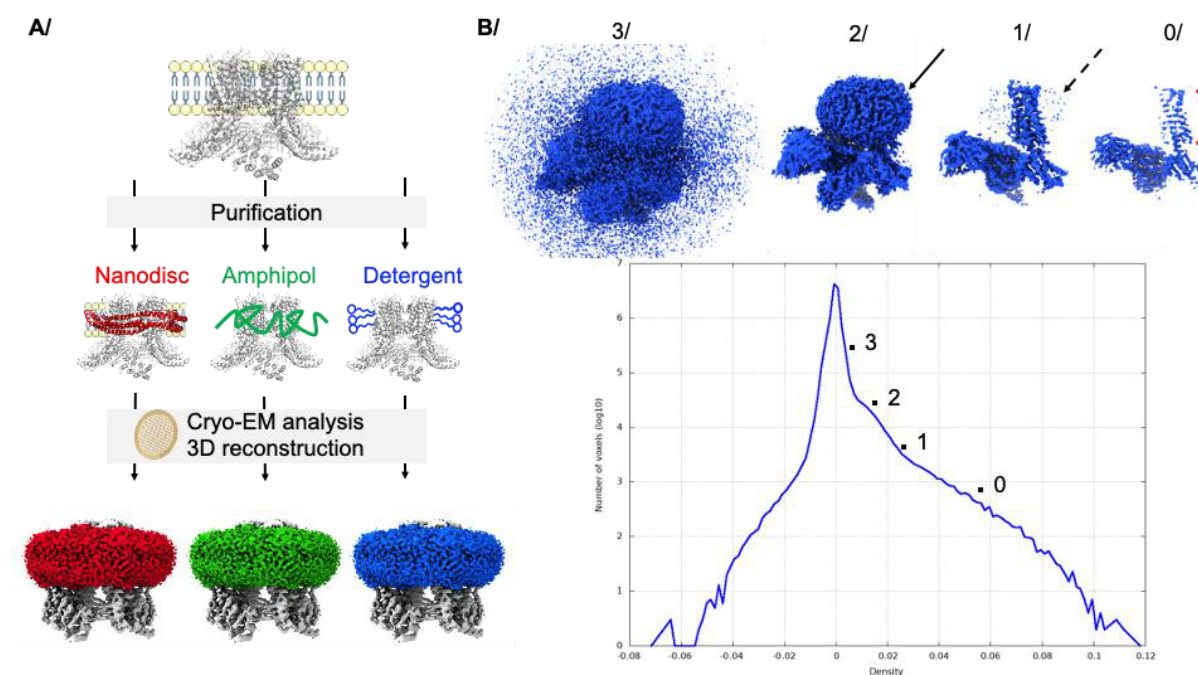 A/
Purification
Nanodisc Amphipol Detergent
Cryo-EM analysis
3D reconstruction
B/
3/ 2/ 1/ 0/
7
6
5
4
3
2
1
0
Number of voxels (log10)
3
2
1
0
-0.08 -0.06 -0.04 -0.02 0 0.02 0.04 0.06 0.08 0.1 0.12
Density